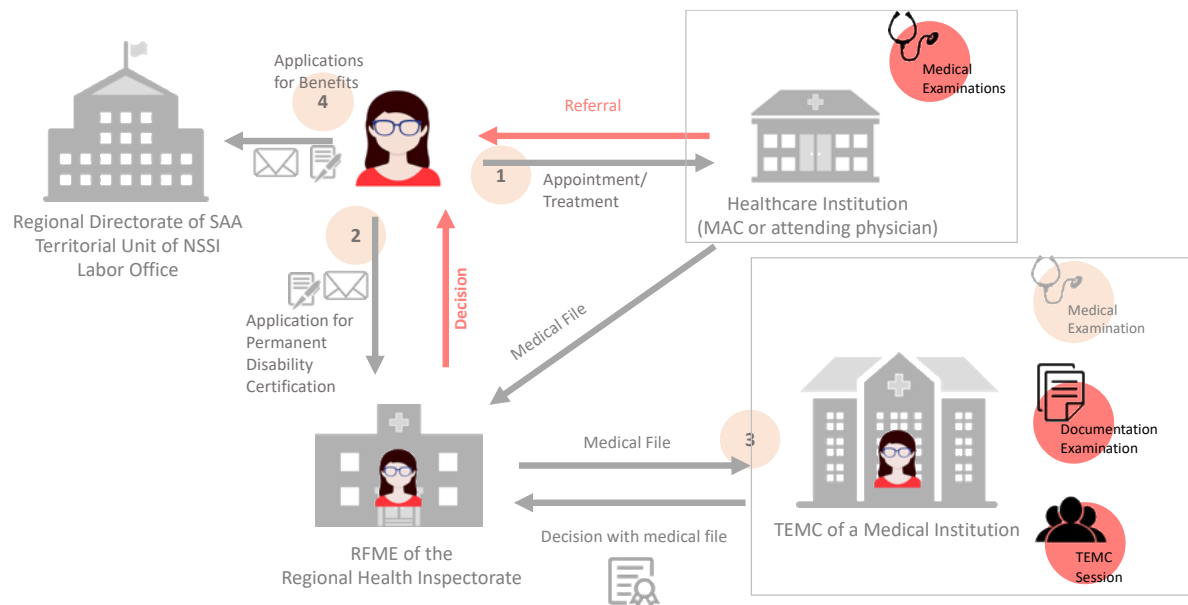 Applications
for Benefits
4
Regional Directorate of SAA
Territorial Unit of NSSI
Labor Office
Referral
1
Appointment/
Treatment
Medical
Examinations
Healthcare Institution
(MAC or attending physician)
2
Application for
Permanent
Disability
Certification
Decision
Medical File
RFME of the
Regional Health Inspectorate
Medical File
3
Decision with medical file
TEMC of a Medical Institution
Medical
Examination
Documentation
Examination
TEMC
Session